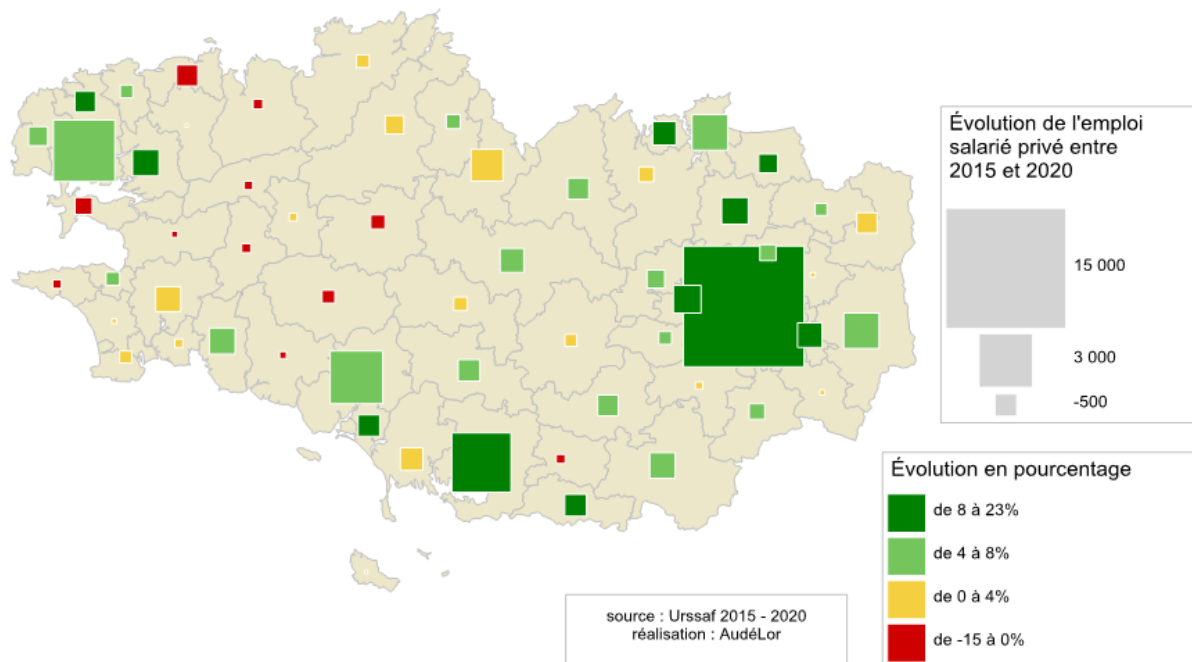 Évolution de l'emploi
salarié privé entre
2015 et 2020
15 000
3 000
-500
Évolution en pourcentage
de 8 à 23%
de 4 à 8%
de 0 à 4%
de -15 à 0%
source : Urssaf 2015 - 2020
réalisation : AudéLor